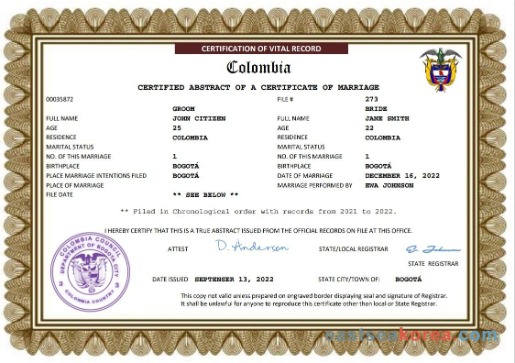 CERTIFICATION OF VITAL RECORD
Colombia
CERTIFIED ABSTRACT OF A CERTIFICATE OF MARRIAGE
00035872 FILE # 273
GROOM BRIDE
FULL NAME JOHN CITIZEN FULL NAME JANE SMITH
AGE 25 AGE 22
RESIDENCE COLOMBIA RESIDENCE COLOMBIA
MARITAL STATUS MARITAL STATUS
NO. OF THIS MARRIAGE 1 NO. OF THIS MARRIAGE 1
BIRTHPLACE BOGOTÁ BIRTHPLACE BOGOTÁ
PLACE MARRIAGE INTENTIONS FILED BOGOTÁ DATE OF MARRIAGE DECEMBER 16, 2022
PLACE OF MARRIAGE MARRIAGE PERFORMED BY EWA JOHNSON
FILE DATE ** SEE BELOW **
** Filed in Chronological order with records from 2021 to 2022.
I HEREBY CERTIFY THAT THIS IS A TRUE ABSTRACT ISSUED FROM THE OFFICIAL RECORDS ON FILE AT THIS OFFICE.
COLOMBIA COUNCIL
DEPARTMENT OF BOGOTA CITY
COLOMBIA COUNTRY
ATTEST D. Anderson STATE/LOCAL REGISTRAR
STATE REGISTRAR
DATE ISSUED SEPTEMBER 13, 2022 STATE CITY/TOWN OF: BOGOTÁ
This copy not valid unless prepared on engraved border displaying seal and signature of Registrar.
It shall be unlawful for anyone to reproduce this certificate other than local or State Registrar.